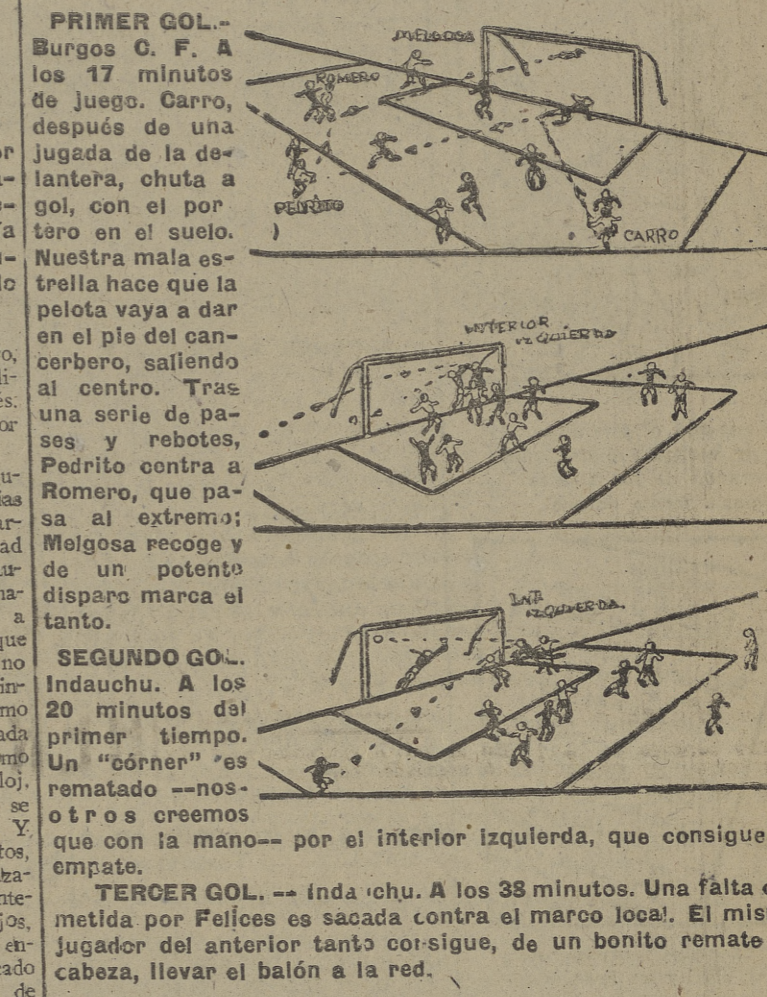 PRIMER GOL.-
Burgos C. F. A
los 17 minutos
de juego. Carro,
después de una
jugada de la de-
lantera, chuta a
gol, con el por
tero en el suelo.
Nuestra mala es-
trella hace que la
pelota vaya a dar
en el pie del can-
cerbero, saliendo
al centro. Tras
una serie de pa-
ses y rebotes,
Pedrito centra a
Romero, que pa-
sa al extremo;
Melgosa recoge y
de un potente
disparo marca el
tanto.
SEGUNDO GOL.
Indauchu. A los
20 minutos del
primer tiempo.
Un "córner" es
rematado --nos-
otros creemos
que con la mano-- por el interior izquierda, que consigue
empate.
TERCER GOL. -- Inda chu. A los 38 minutos. Una falta
metida por Felices es sacada contra el marco local. El mis
jugador del anterior tanto consigue, de un bonito remate
cabeza, llevar el balón a la red.
MELGOSA
ROMERO
PEDRITO
CARRO
INTERIOR
IZQUIERDA
INT.
IZQUIERDA.